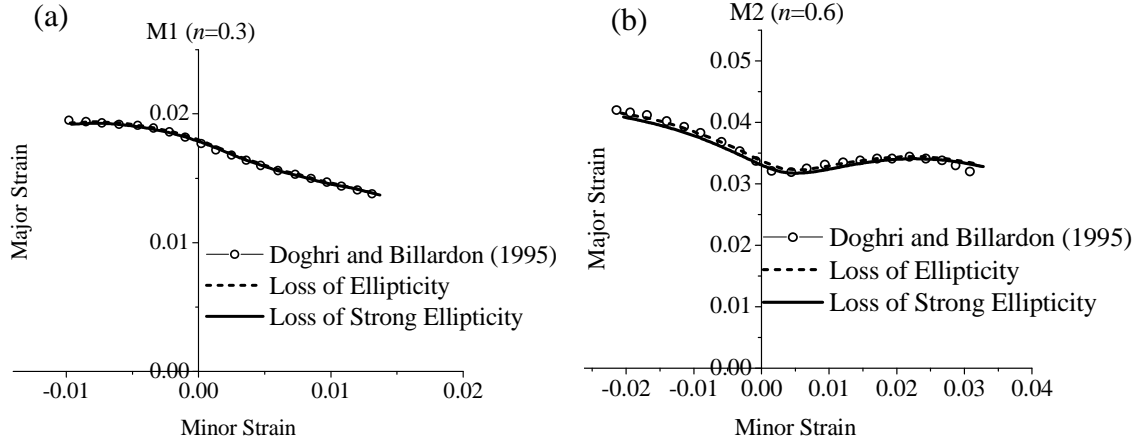 (a)
M1 (n=0.3)
0.02
0.01
0.00
Major Strain
Doghri and Billardon (1995)
Loss of Ellipticity
Loss of Strong Ellipticity
-0.01 0.00 0.01 0.02
Minor Strain
(b)
M2 (n=0.6)
0.05
0.04
0.03
0.02
0.01
0.00
Major Strain
Doghri and Billardon (1995)
Loss of Ellipticity
Loss of Strong Ellipticity
-0.02 -0.01 0.00 0.01 0.02 0.03 0.04
Minor Strain